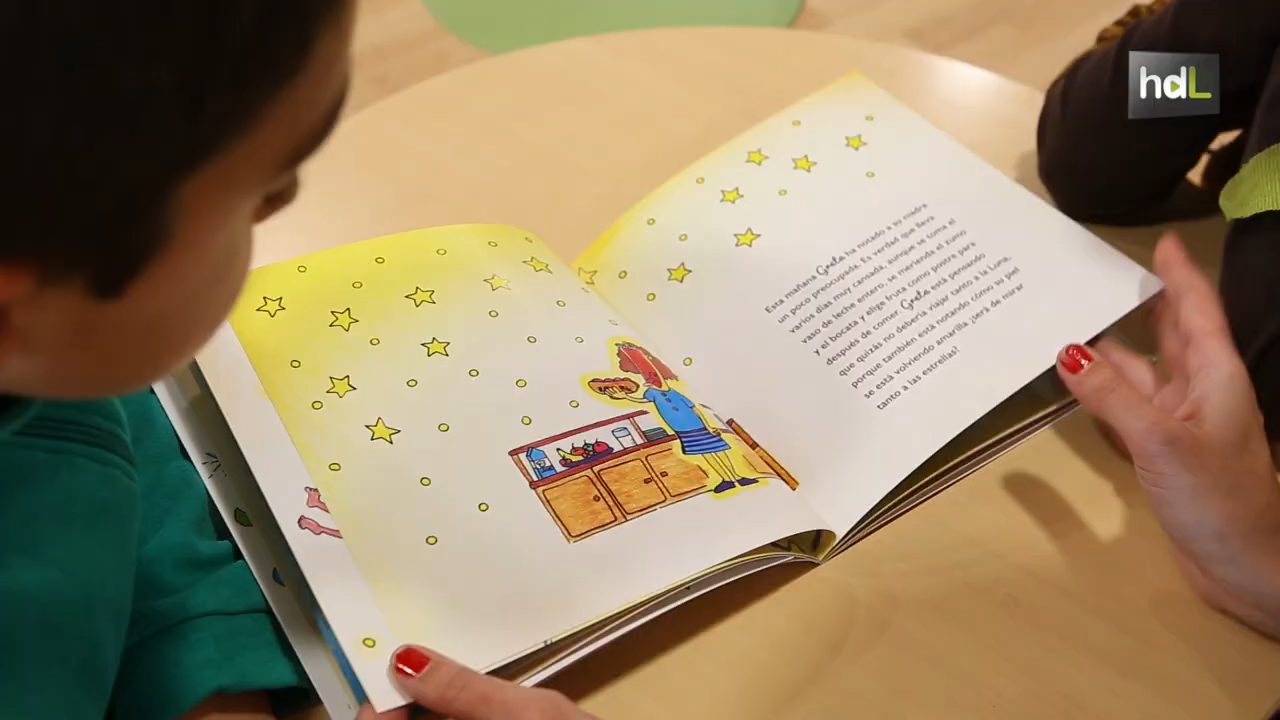 hdL
Esta mañana Greta ha notado a su madre
un poco preocupada. Es verdad que lleva
varios días muy cansada, aunque se toma el
vaso de leche entero, se merienda el zumo
y el bocata y elige fruta como postre para
después de comer. Greta está pensando
que quizás no debería viajar tanto a la Luna,
porque también está notando cómo su piel
se está volviendo amarilla ¡será de mirar
tanto a las estrellas!